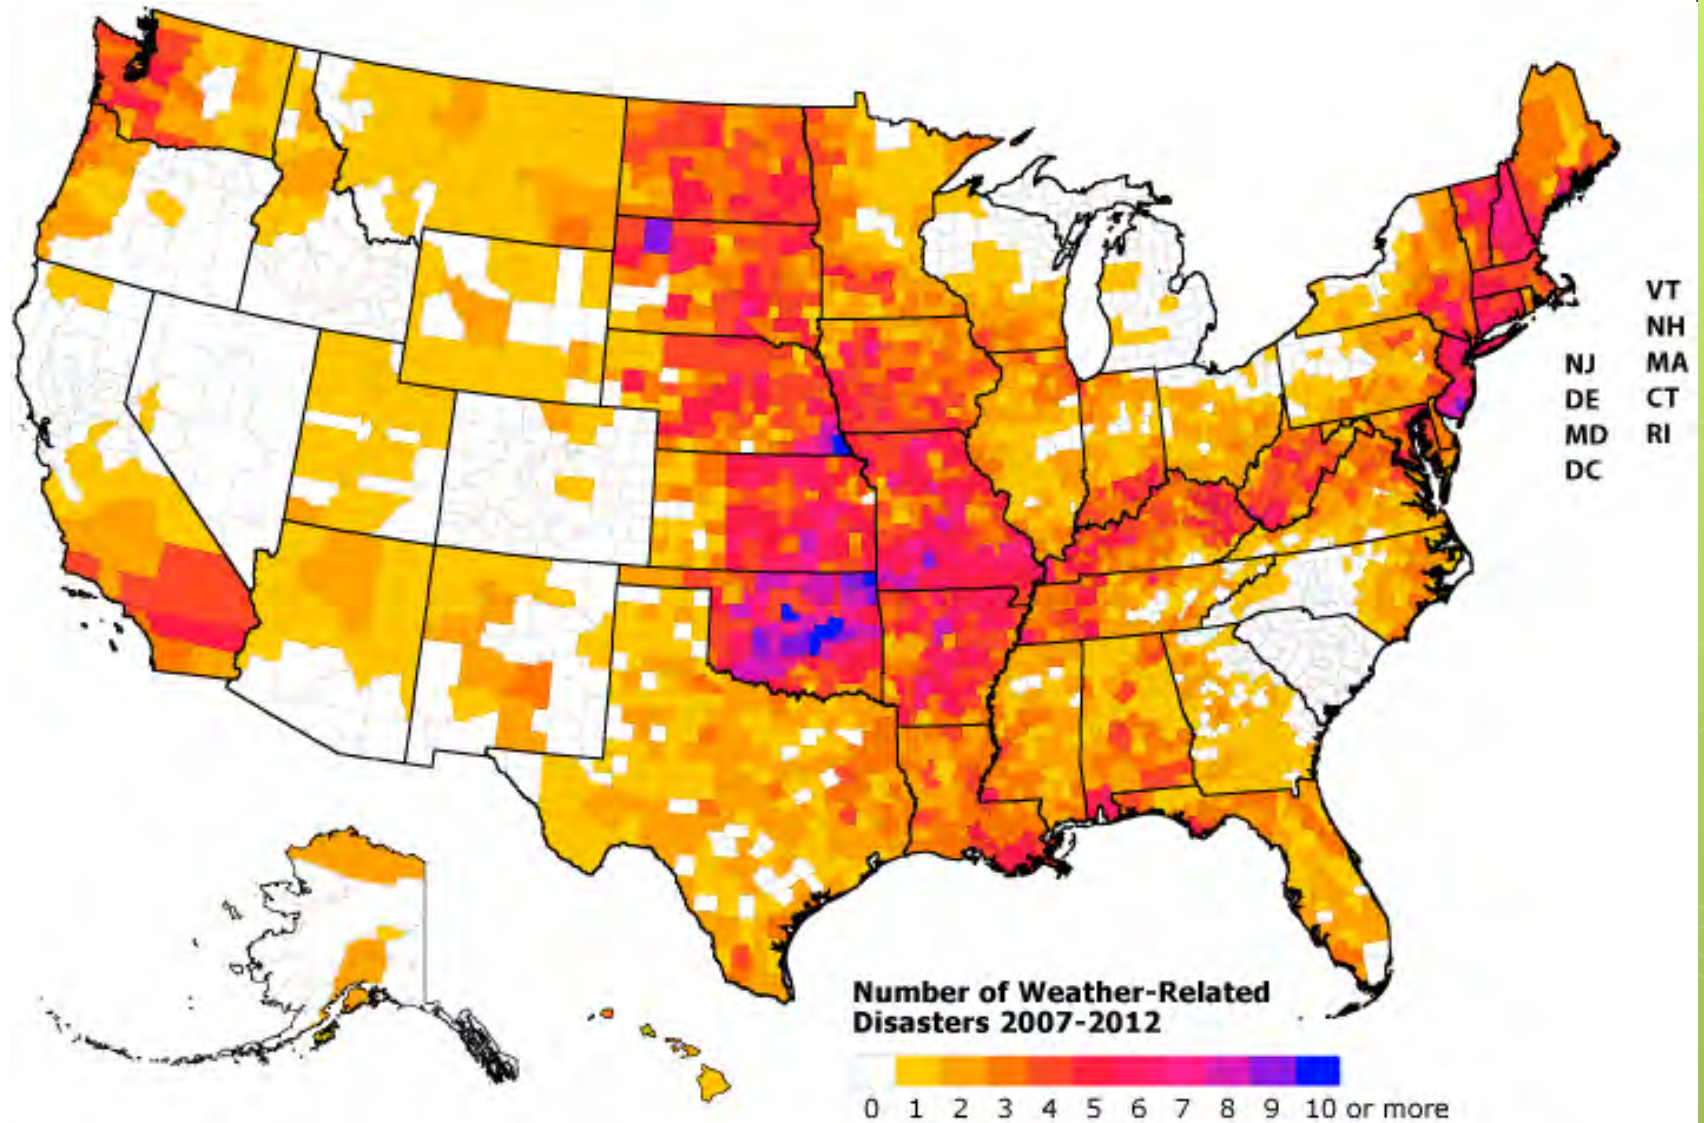 VT
NH
NJ MA
DE CT
MD RI
DC
Number of Weather-Related
Disasters 2007-2012
0 1 2 3 4 5 6 7 8 9 10 or more